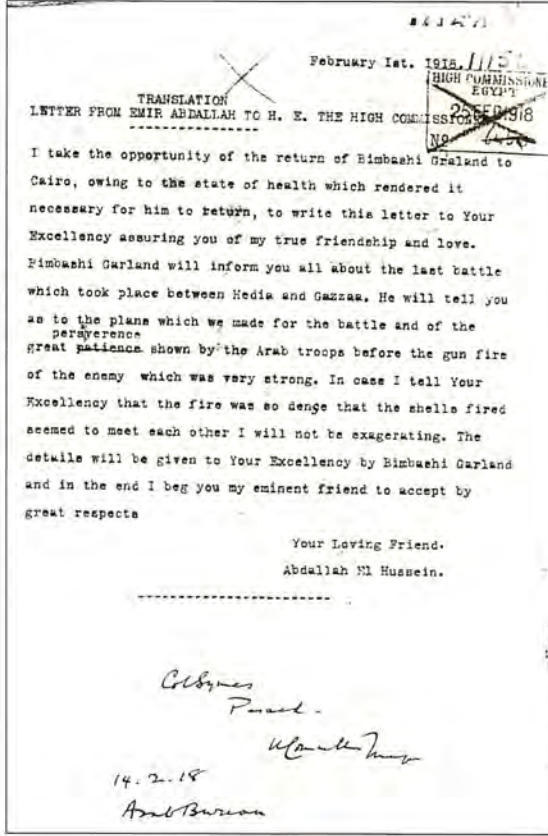 February 1st. 1918.
HIGH COMMISSIONE
EGYPT
25 FEB 1918
No
TRANSLATION
LETTER FROM EMIR ABDALLAH TO H. E. THE HIGH COMMISSION
I take the opportunity of the return of Bimbashi Graland to
Cairo, owing to the state of health which rendered it
necessary for him to return, to write this letter to Your
Excellency assuring you of my true friendship and love.
Bimbashi Garland will inform you all about the last battle
which took place between Hedia and Gazzaa. He will tell you
as to the plans which we made for the battle and of the
perseverence
great patience shown by the Arab troops before the gun fire
of the enemy which was very strong. In case I tell Your
Excellency that the fire was so dense that the shells fired
seemed to meet each other I will not be exagerating. The
details will be given to Your Excellency by Bimbashi Garland
and in the end I beg you my eminent friend to accept by
great respects
Your Loving Friend.
Abdallah El Hussein.
Col Symes
14.2.18
Arab Bureau